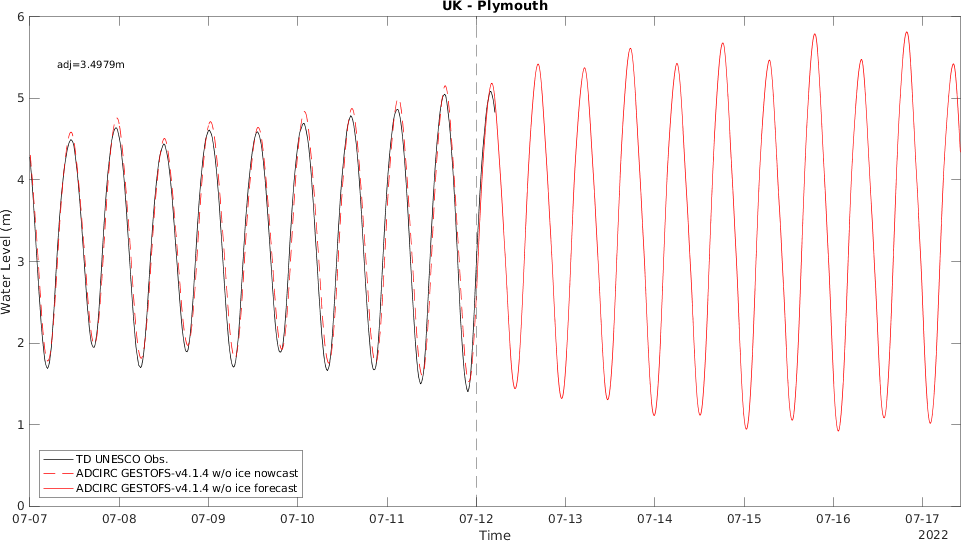 UK - Plymouth
adj=3.4979m
6
5
4
3
2
1
0
Water Level (m)
TD UNESCO Obs.
ADCIRC GESTOFS-v4.1.4 w/o ice nowcast
ADCIRC GESTOFS-v4.1.4 w/o ice forecast
07-07 07-08 07-09 07-10 07-11 07-12 07-13 07-14 07-15 07-16 07-17
Time
2022